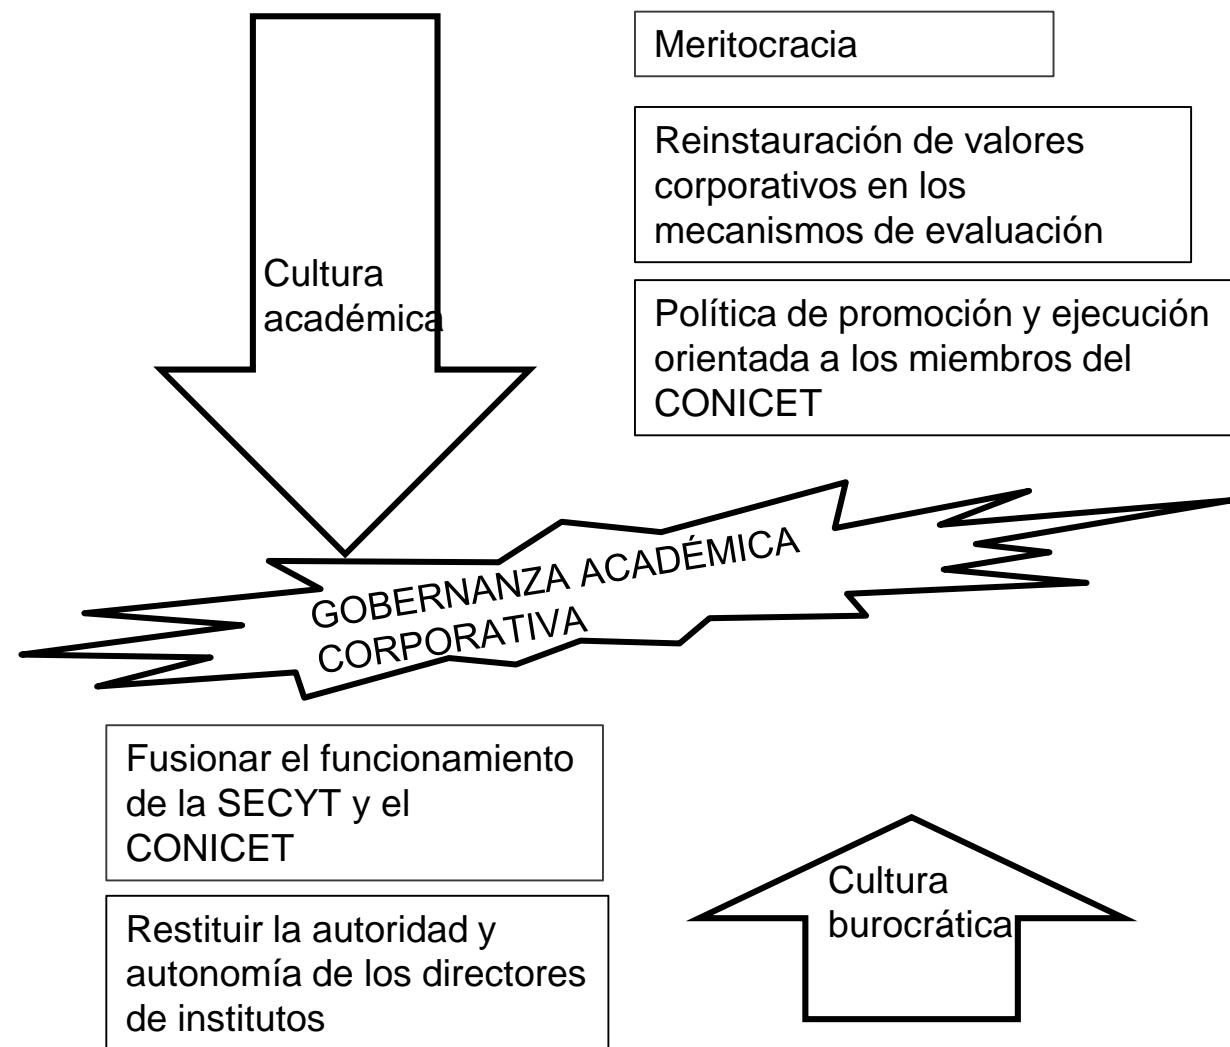 Meritocracia
Reinstauración de valores
corporativos en los
mecanismos de evaluación
Cultura
académica
Política de promoción y ejecución
orientada a los miembros del
CONICET
GOBERNANZA ACADÉMICA
CORPORATIVA
Fusionar el funcionamiento
de la SECYT y el
CONICET
Restituir la autoridad y
autonomía de los directores
de institutos
Cultura
burocrática